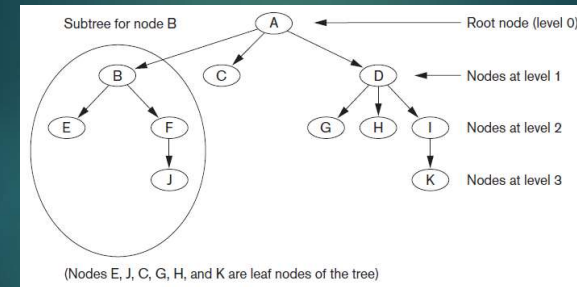 Subtree for node B
A
Root node (level 0)
B
C
D
Nodes at level 1
E
F
G
H
I
Nodes at level 2
J
K
Nodes at level 3
(Nodes E, J, C, G, H, and K are leaf nodes of the tree)